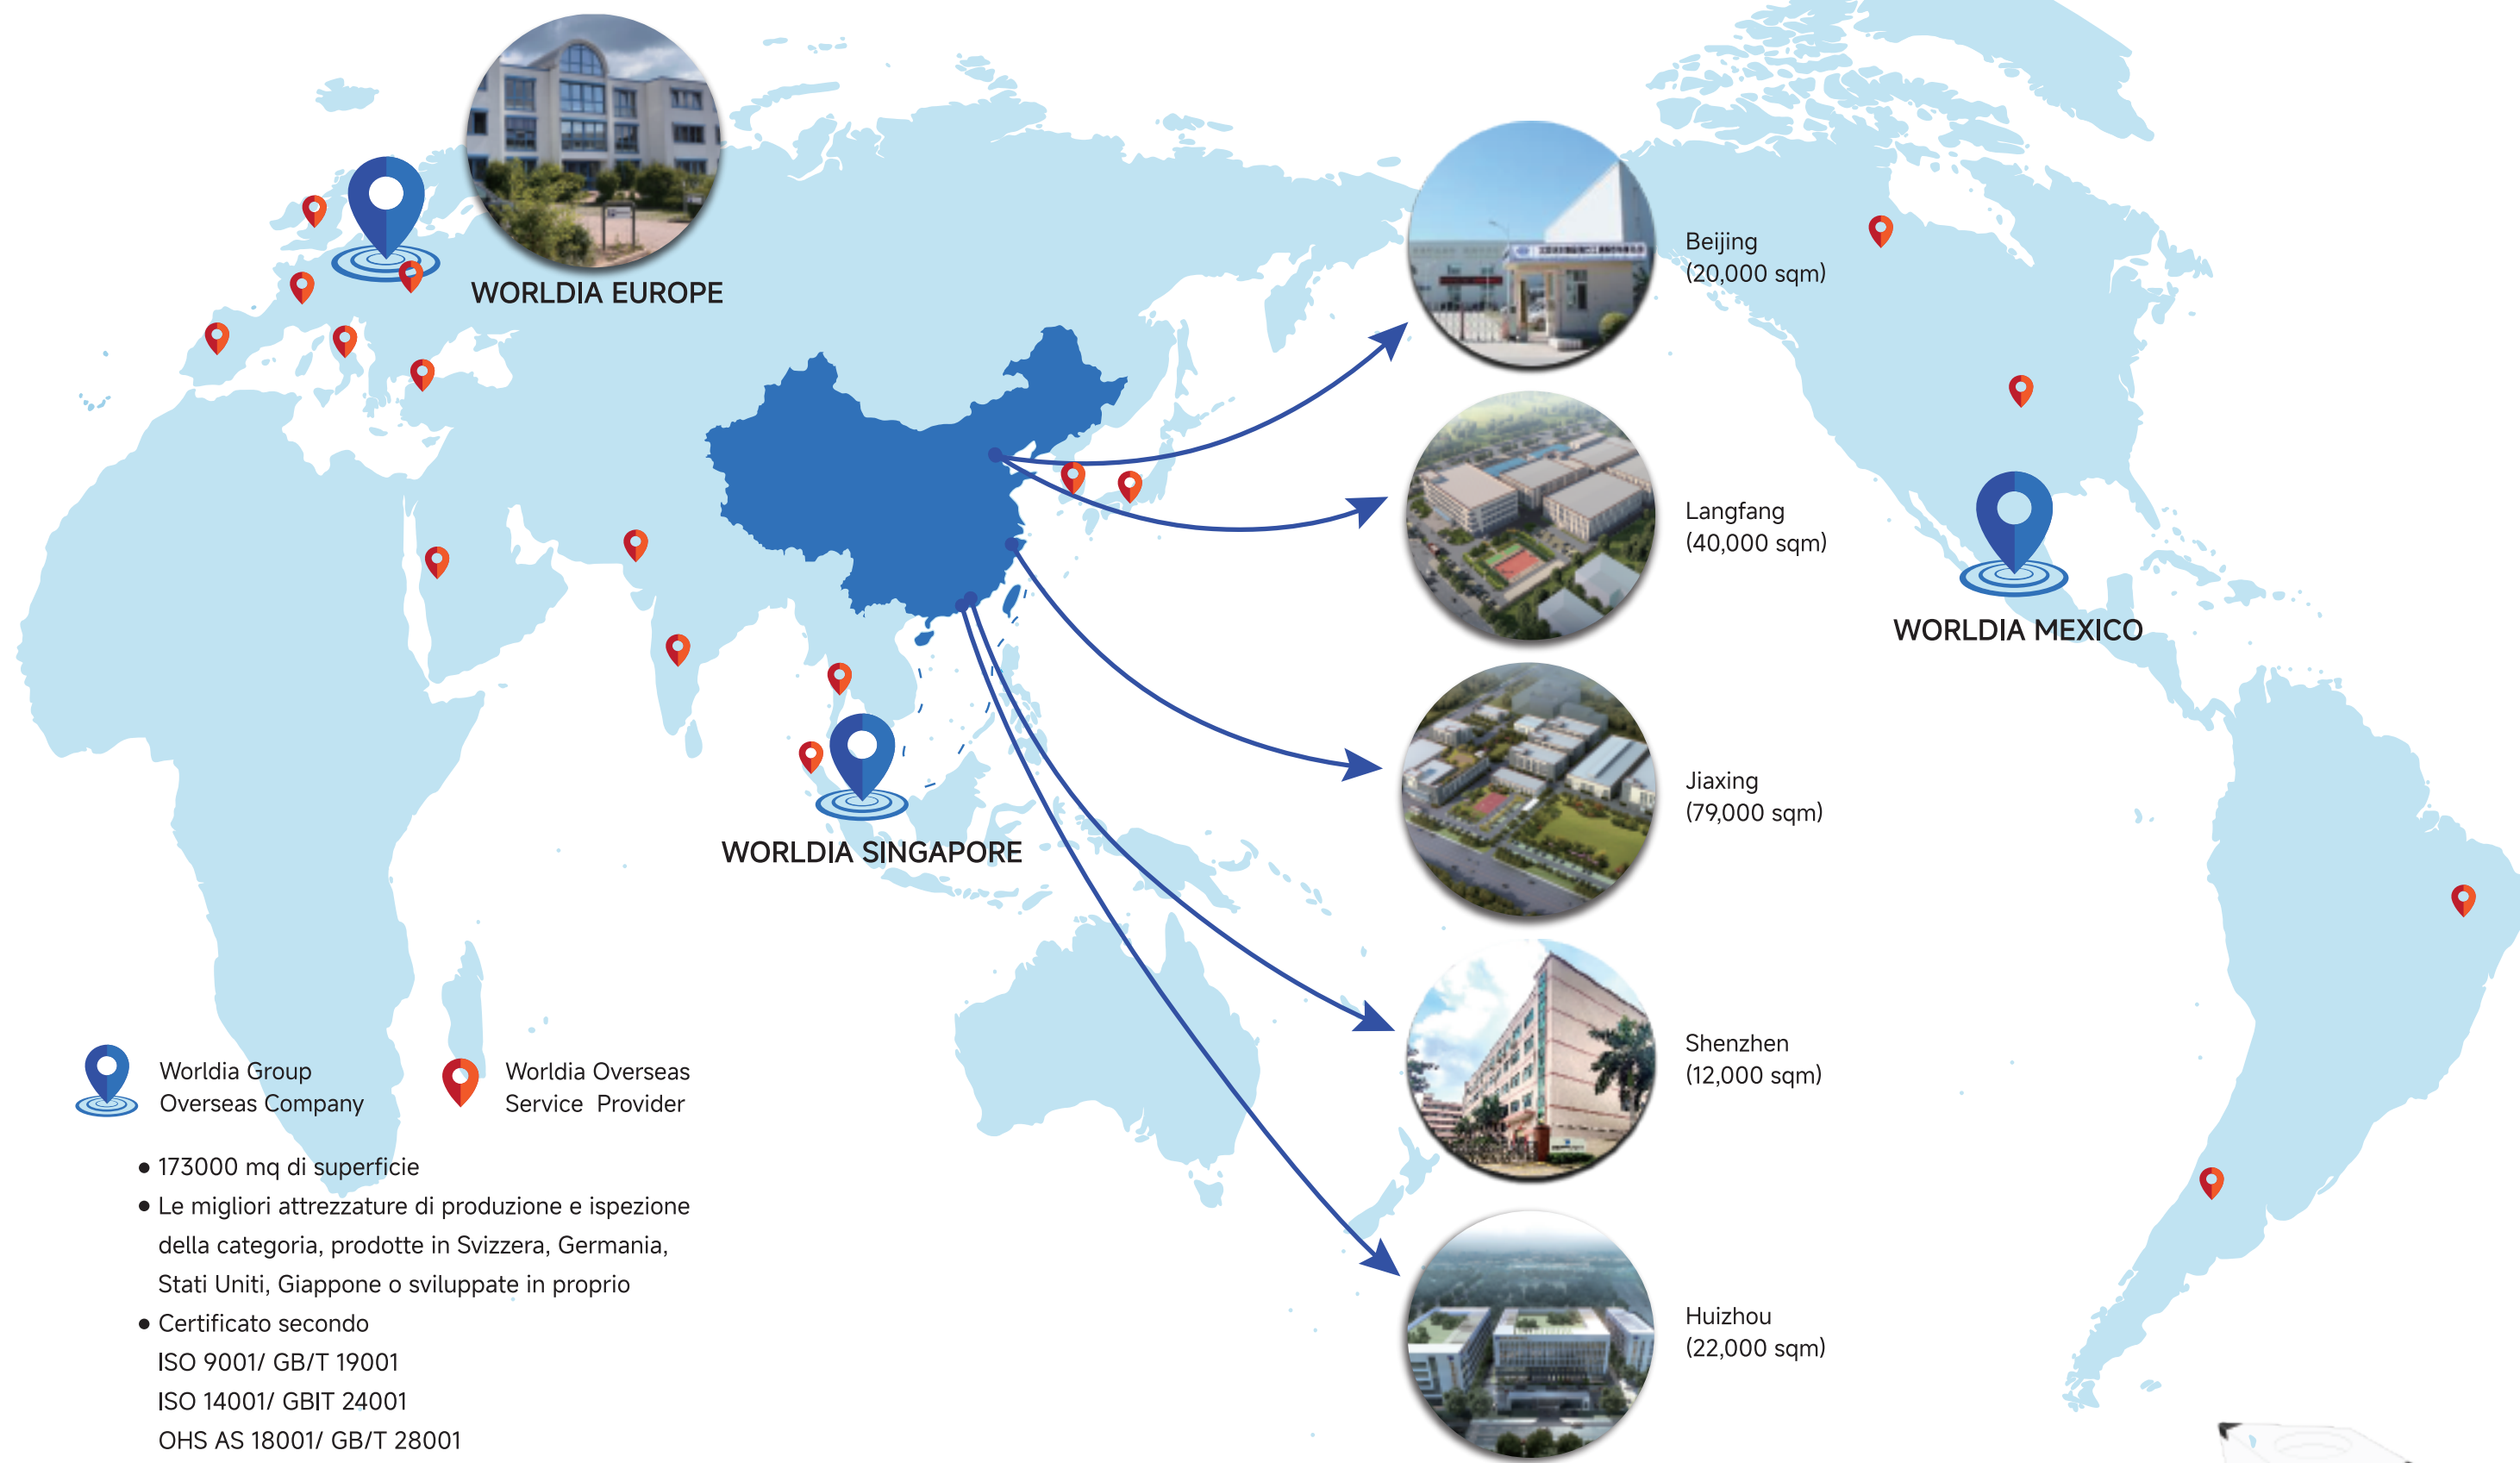 WORLDIA EUROPE
Beijing
(20,000 sqm)
Langfang
(40,000 sqm)
WORLDIA MEXICO
Jiaxing
(79,000 sqm)
WORLDIA SINGAPORE
Shenzhen
(12,000 sqm)
Huizhou
(22,000 sqm)
Worldia Group
Overseas Company
Worldia Overseas
Service Provider
● 173000 mq di superficie
● Le migliori attrezzature di produzione e ispezione
della categoria, prodotte in Svizzera, Germania,
Stati Uniti, Giappone o sviluppate in proprio
● Certificato secondo
ISO 9001/ GB/T 19001
ISO 14001/ GBIT 24001
OHS AS 18001/ GB/T 28001